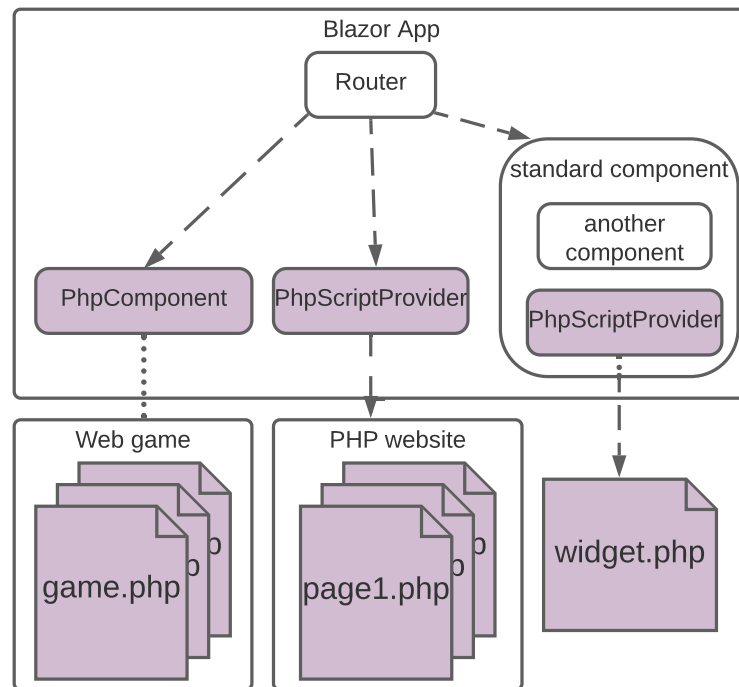 Blazor App
Router
standard component
another
component
PhpComponent
PhpScriptProvider
PhpScriptProvider
Web game
PHP website
p
p
game.php
p
p
page1.php
widget.php